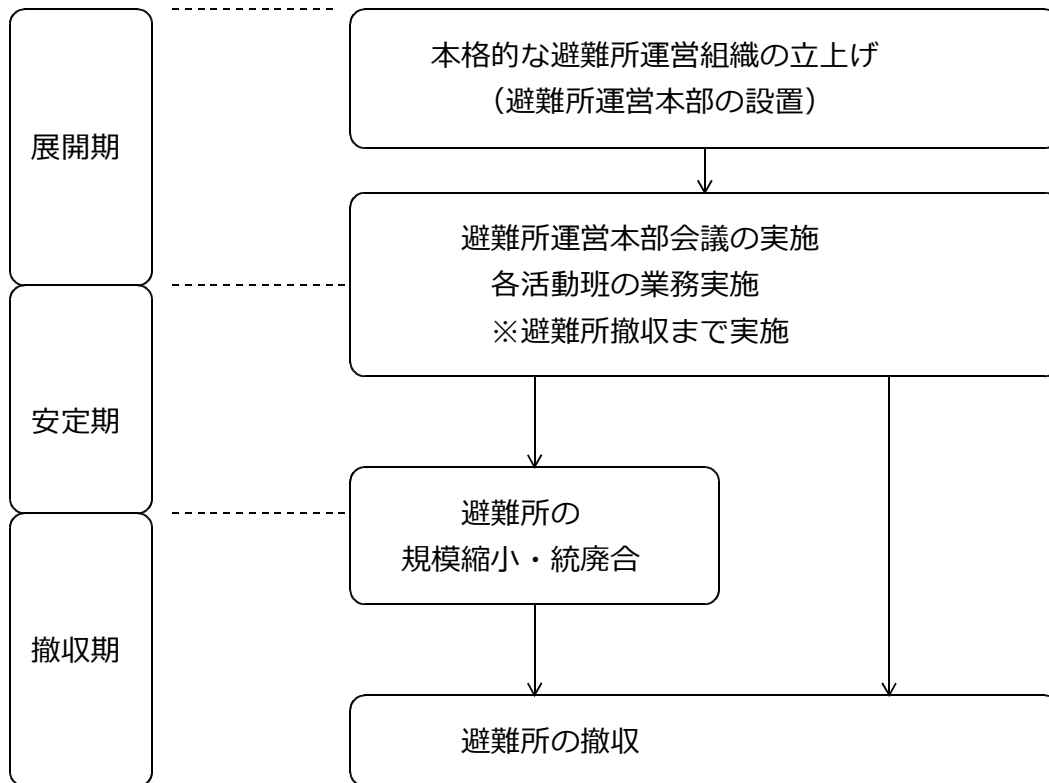 展開期
本格的な避難所運営組織の立上げ
（避難所運営本部の設置）
避難所運営本部会議の実施
各活動班の業務実施
※避難所撤収まで実施
安定期
避難所の
規模縮小・統廃合
撤収期
避難所の撤収